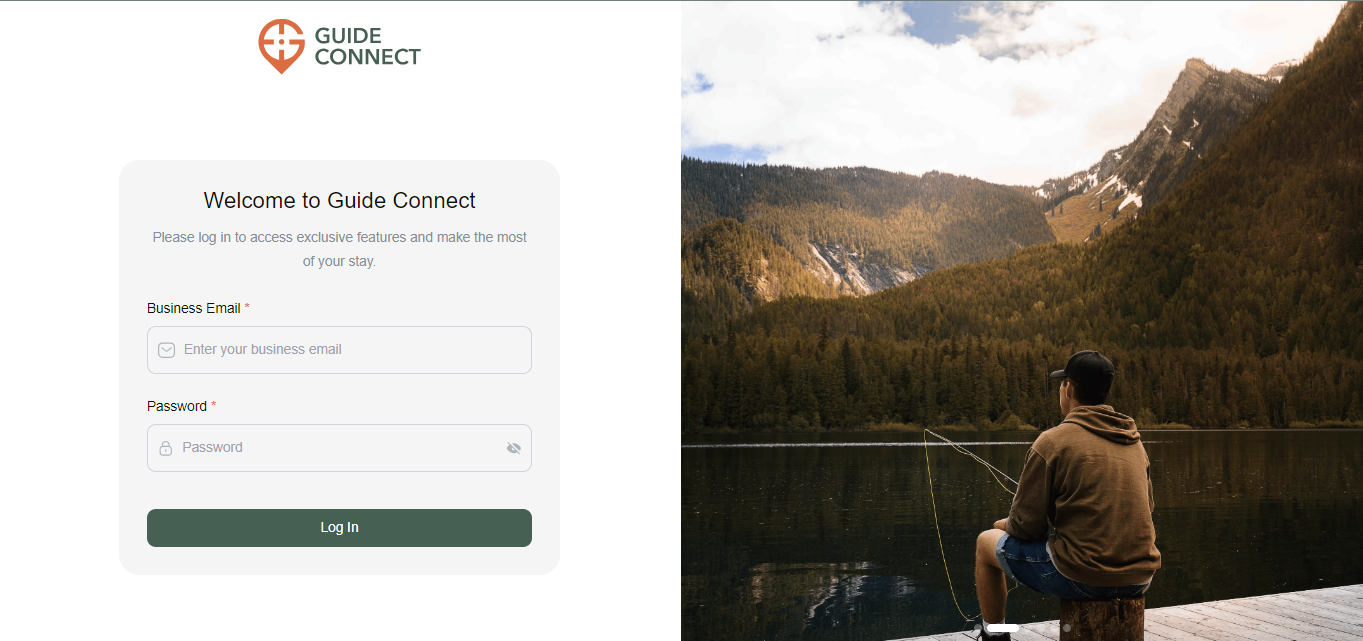 GUIDE
CONNECT
Welcome to Guide Connect
Please log in to access exclusive features and make the most
of your stay.
Business Email *
Enter your business email
Password *
Password
Log In